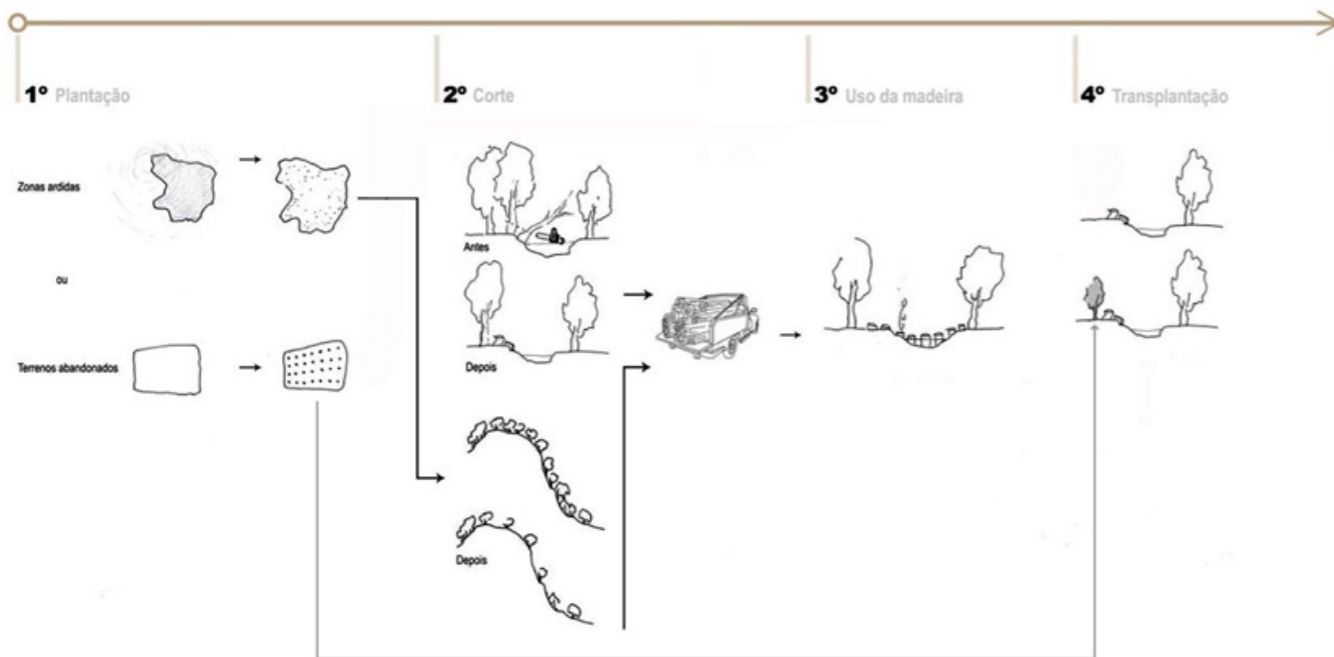 1º Plantação
2º Corte
3º Uso da madeira
4º Transplantação
Zonas ardidas
ou
Terrenos abandonados
Antes
Depois
Depois